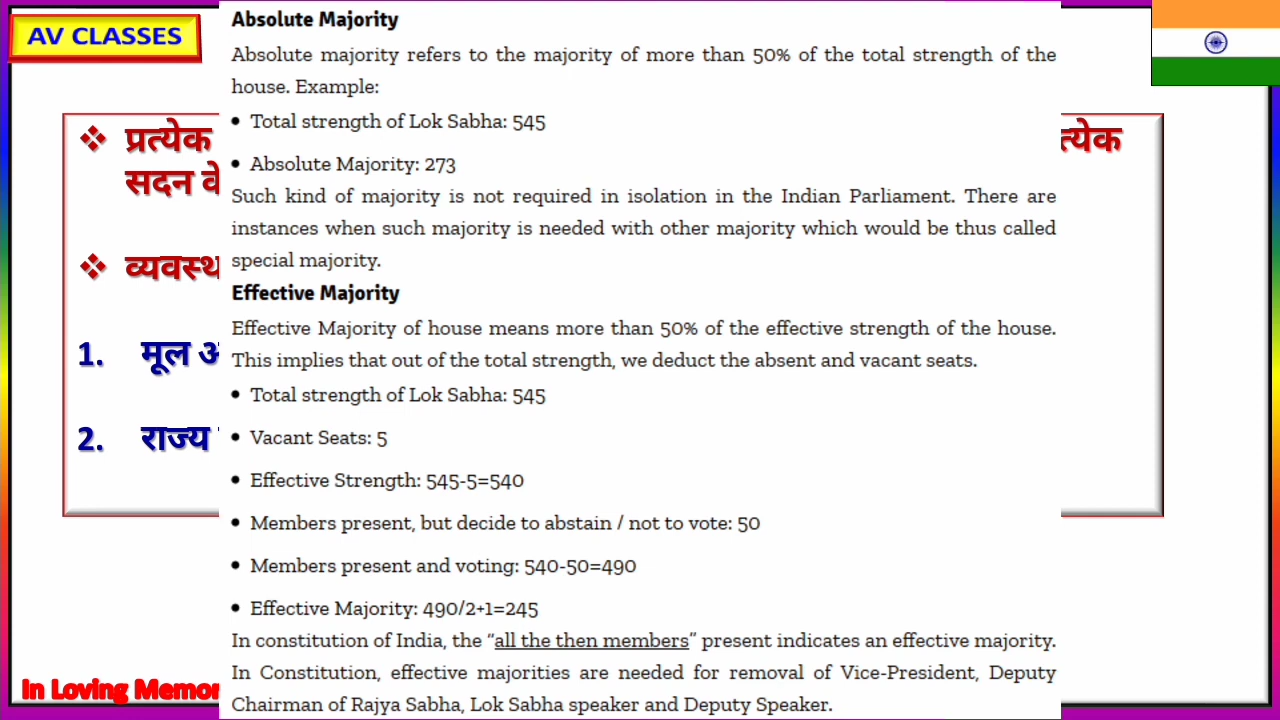 AV CLASSES
Absolute Majority
Absolute majority refers to the majority of more than 50% of the total strength of the
house. Example:
• Total strength of Lok Sabha: 545
• Absolute Majority: 273
Such kind of majority is not required in isolation in the Indian Parliament. There are
instances when such majority is needed with other majority which would be thus called
special majority.
Effective Majority
Effective Majority of house means more than 50% of the effective strength of the house.
This implies that out of the total strength, we deduct the absent and vacant seats.
• Total strength of Lok Sabha: 545
• Vacant Seats: 5
• Effective Strength: 545-5=540
• Members present, but decide to abstain / not to vote: 50
• Members present and voting: 540-50=490
• Effective Majority: 490/2+1=245
In constitution of India, the “all the then members” present indicates an effective majority.
In Constitution, effective majorities are needed for removal of Vice-President, Deputy
Chairman of Rajya Sabha, Lok Sabha speaker and Deputy Speaker.
❖ प्रत्येक
सदन
1. मूल
2. राज्य
In Loving